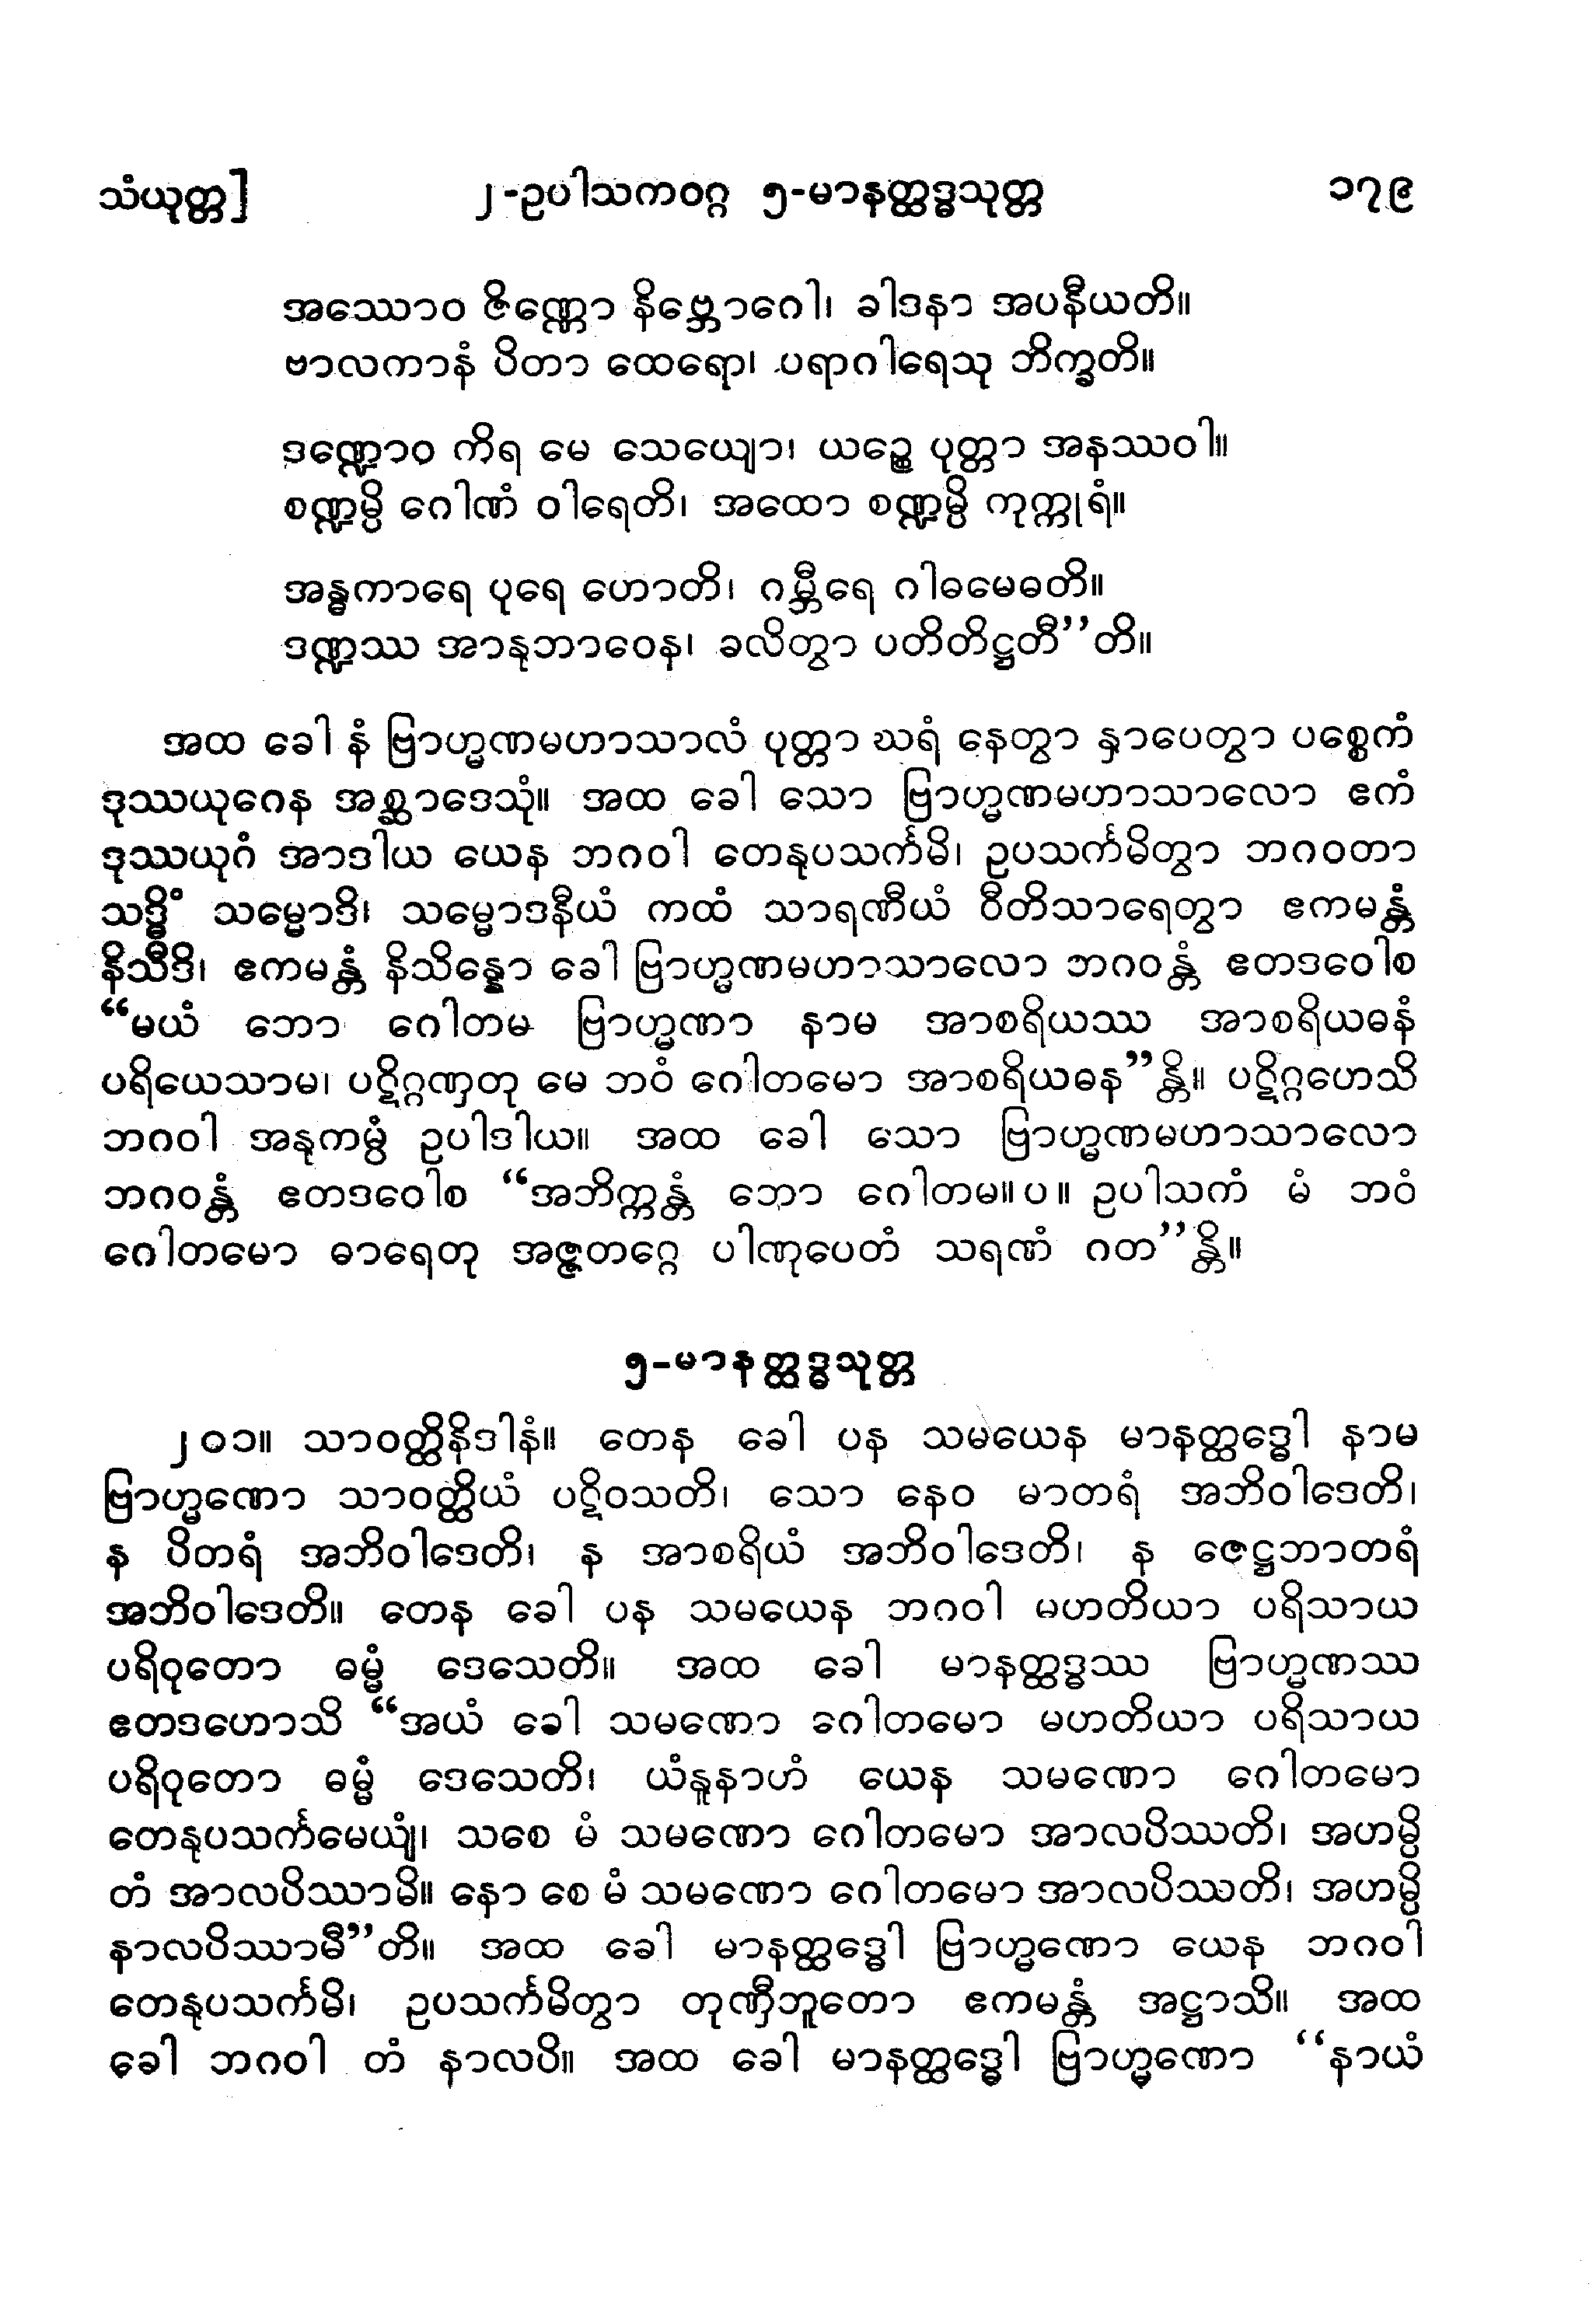 သံယုတ္တ] ၂-ဥပါသကဝဂ္ဂ ၅-မာနတ္ထဒ္ဓသုတ္တ ၁၇၉
အဿောဝ ဇိဏ္ဏော နိဗ္ဘောဂေါ၊ ခါဒနာ အပနီယတိ။
ဗာလကာနံ ပိတာ ထေရော၊ ပရာဂါရေသု ဘိက္ခတိ။
ဒဏ္ဍောဝ ကိရ မေ သေယျော၊ ယဉ္စေ ပုတ္တာ အနဿဝါ။
စဏ္ဍမ္ပိ ဂေါဏံ ဝါရေတိ၊ အထော စဏ္ဍမ္ပိ ကုက္ကုရံ။
အန္ဓကာရေ ပုရေ ဟောတိ၊ ဂမ္ဘီရေ ဂါဓမေဓတိ။
ဒဏ္ဍဿ အာနုဘာဝေန၊ ခလိတွာ ပတိတိဋ္ဌတီ”တိ။
အထ ခေါ နံ ဗြာဟ္မဏမဟာသာလံ ပုတ္တာ ဃရံ နေတွာ နှာပေတွာ ပစ္စေကံ
ဒုဿယုဂေန အစ္ဆာဒေသုံ။ အထ ခေါ သော ဗြာဟ္မဏမဟာသာလော ဧကံ
ဒုဿယုဂံ အာဒါယ ယေန ဘဂဝါ တေနုပသင်္ကမိ၊ ဥပသင်္ကမိတွာ ဘဂဝတာ
သဒ္ဓိံ သမ္မောဒိ၊ သမ္မောဒနီယံ ကထံ သာရဏီယံ ဝီတိသာရေတွာ ဧကမန္တံ
နိသီဒိ၊ ဧကမန္တံ နိသိန္နော ခေါ ဗြာဟ္မဏမဟာသာလော ဘဂဝန္တံ ဧတဒဝေါစ
“မယံ ဘော ဂေါတမ ဗြာဟ္မဏာ နာမ အာစရိယဿ အာစရိယဓနံ
ပရိယေသာမ၊ ပဋိဂ္ဂဏှတု မေ ဘဝံ ဂေါတမော အာစရိယဓန”န္တိ။ ပဋိဂ္ဂဟေသိ
ဘဂဝါ အနုကမ္ပံ ဥပါဒါယ။ အထ ခေါ သော ဗြာဟ္မဏမဟာသာလော
ဘဂဝန္တံ ဧတဒဝေါစ “အဘိက္ကန္တံ ဘော ဂေါတမ။ပ။ ဥပါသကံ မံ ဘဝံ
ဂေါတမော ဓာရေတု အဇ္ဇတဂ္ဂေ ပါဏုပေတံ သရဏံ ဂတ”န္တိ။
၅-မာနတ္ထဒ္ဓသုတ္တ
၂၀၁။ သာဝတ္ထိနိဒါနံ။ တေန ခေါ ပန သမယေန မာနတ္ထဒ္ဓေါ နာမ
ဗြာဟ္မဏော သာဝတ္ထိယံ ပဋိဝသတိ၊ သော နေဝ မာတရံ အဘိဝါဒေတိ၊
န ပိတရံ အဘိဝါဒေတိ၊ န အာစရိယံ အဘိဝါဒေတိ၊ န ဇေဋ္ဌဘာတရံ
အဘိဝါဒေတိ။ တေန ခေါ ပန သမယေန ဘဂဝါ မဟတိယာ ပရိသာယ
ပရိဝုတော ဓမ္မံ ဒေသေတိ။ အထ ခေါ မာနတ္ထဒ္ဓဿ ဗြာဟ္မဏဿ
ဧတဒဟောသိ “အယံ ခေါ သမဏော ဂေါတမော မဟတိယာ ပရိသာယ
ပရိဝုတော ဓမ္မံ ဒေသေတိ၊ ယံနူနာဟံ ယေန သမဏော ဂေါတမော
တေနုပသင်္ကမေယျံ၊ သစေ မံ သမဏော ဂေါတမော အာလပိဿတိ၊ အဟမ္ပိ
တံ အာလပိဿာမိ။ နော စေ မံ သမဏော ဂေါတမော အာလပိဿတိ၊ အဟမ္ပိ
နာလပိဿာမီ”တိ။ အထ ခေါ မာနတ္ထဒ္ဓေါ ဗြာဟ္မဏော ယေန ဘဂဝါ
တေနုပသင်္ကမိ၊ ဥပသင်္ကမိတွာ တုဏှီဘူတော ဧကမန္တံ အဋ္ဌာသိ။ အထ
ခေါ ဘဂဝါ တံ နာလပိ။ အထ ခေါ မာနတ္ထဒ္ဓေါ ဗြာဟ္မဏော “နာယံ